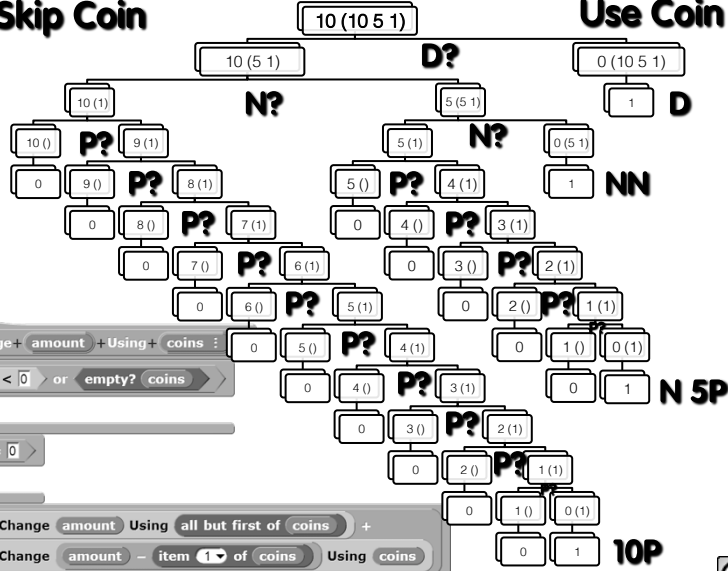 Skip Coin
10 (10 5 1)
Use Coin
10 (5 1)
D?
0 (10 5 1)
10 (1)
N?
5 (5 1)
1
D
10 ()
P?
9 (1)
5 (1)
N?
0 (5 1)
0
9 ()
P?
8 (1)
5 ()
P?
4 (1)
1
NN
0
8 ()
P?
7 (1)
0
4 ()
P?
3 (1)
0
7 ()
P?
6 (1)
0
3 ()
P?
2 (1)
0
6 ()
P?
5 (1)
0
2 ()
P?
1 (1)
ge+ amount +Using+ coins
0
5 ()
P?
4 (1)
0
P?
1 ()
0 (1)
< 0 or empty? coins
0
4 ()
P?
3 (1)
0
1
N 5P
0
3 ()
P?
2 (1)
0
0
2 ()
P?
1 (1)
0
P?
1 ()
0 (1)
Change amount Using all but first of coins +
0
1
10P
Change amount - item 1 of coins Using coins